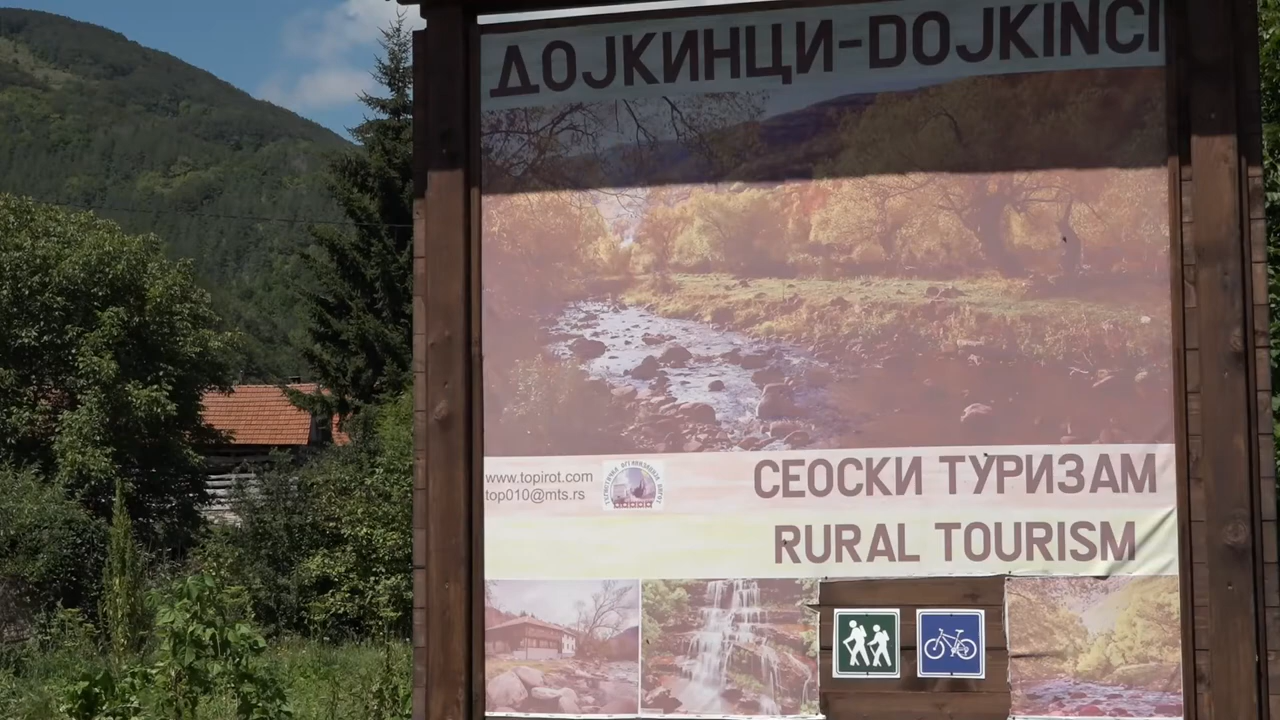 ДОЈКИНЦИ-DOJKINCI
www.topirot.com
top010@mts.rs
СЕОСКИ ТУРИЗАМ
RURAL TOURISM